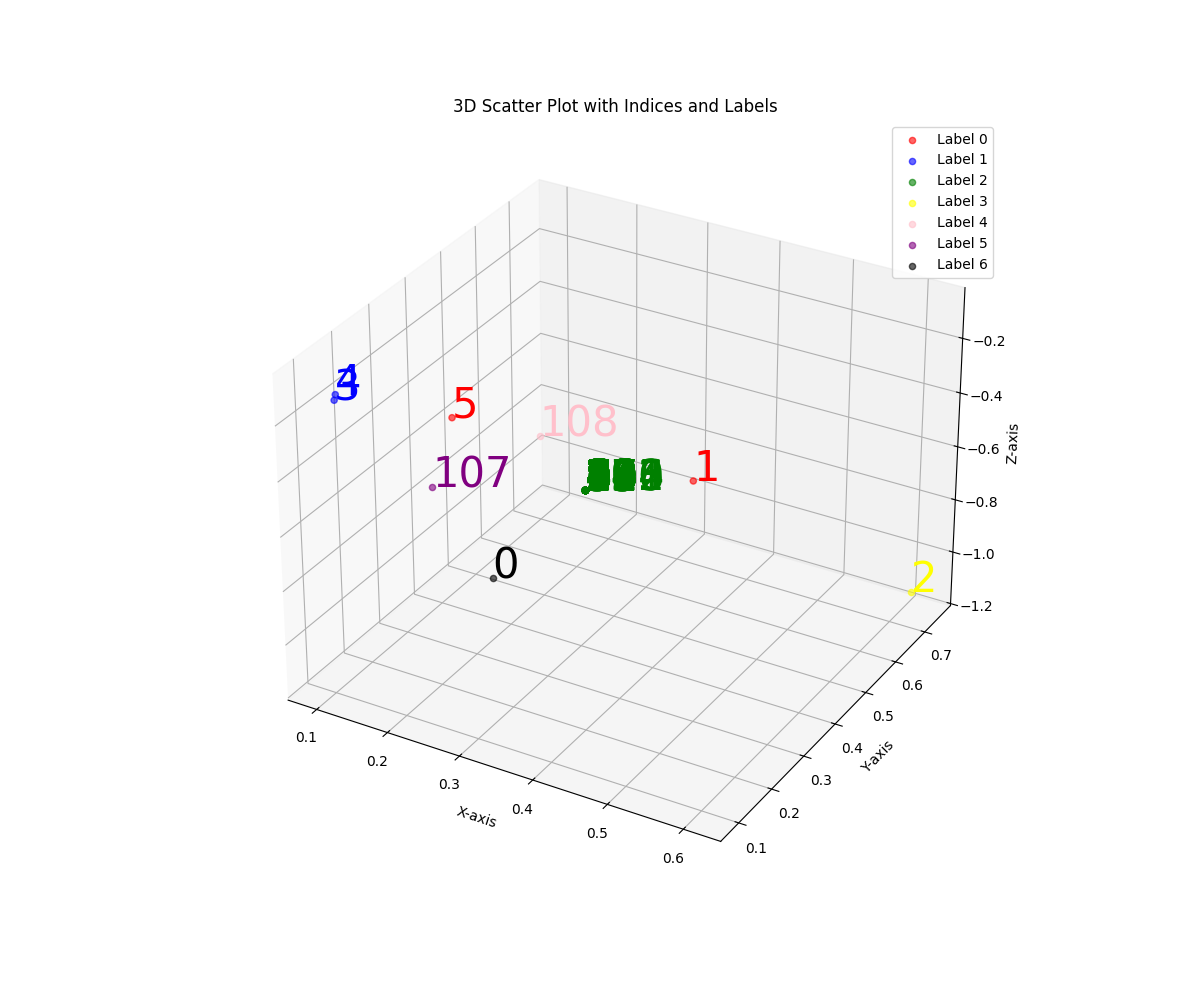 3D Scatter Plot with Indices and Labels
Label 0
Label 1
Label 2
Label 3
Label 4
Label 5
Label 6
−0.2
−0.4
−0.6
−0.8
−1.0
−1.2
Z-axis
4
3
5
108
107
1
0
2
0.7
0.6
0.5
0.4
0.3
0.2
0.1
Y-axis
0.1
0.2
0.3
0.4
0.5
0.6
X-axis